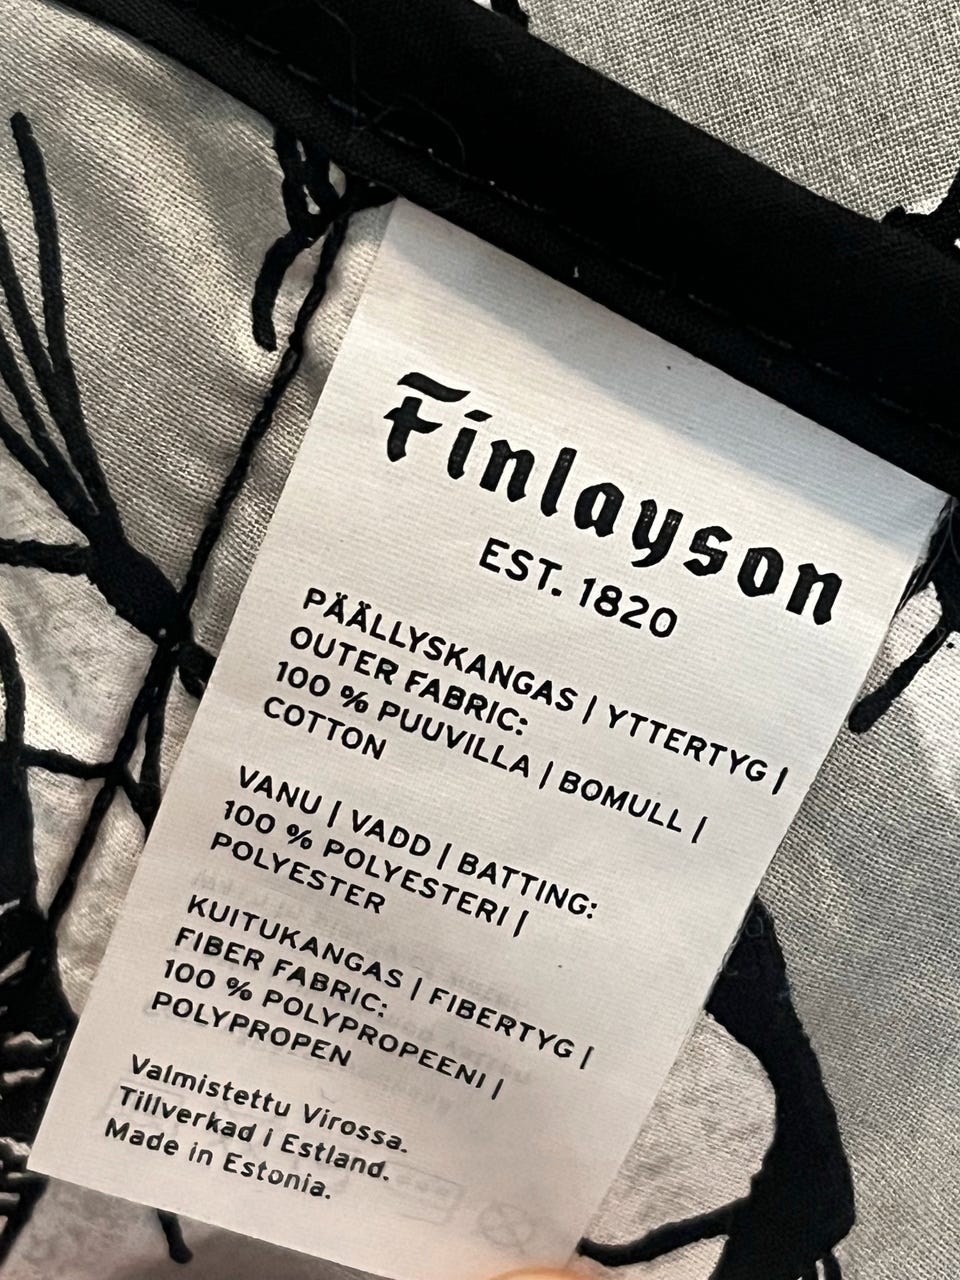 Finlayson
EST. 1820
PÄÄLLYSKANGAS | YTTERTYG |
OUTER FABRIC:
100 % PUUVILLA | BOMULL |
COTTON
VANU | VADD | BATTING:
100 % POLYESTERI |
POLYESTER
KUITUKANGAS | FIBERTYG |
FIBER FABRIC:
100 % POLYPROPEENI |
POLYPROPEN
Valmistettu Virossa.
Tillverkad i Estland.
Made in Estonia.